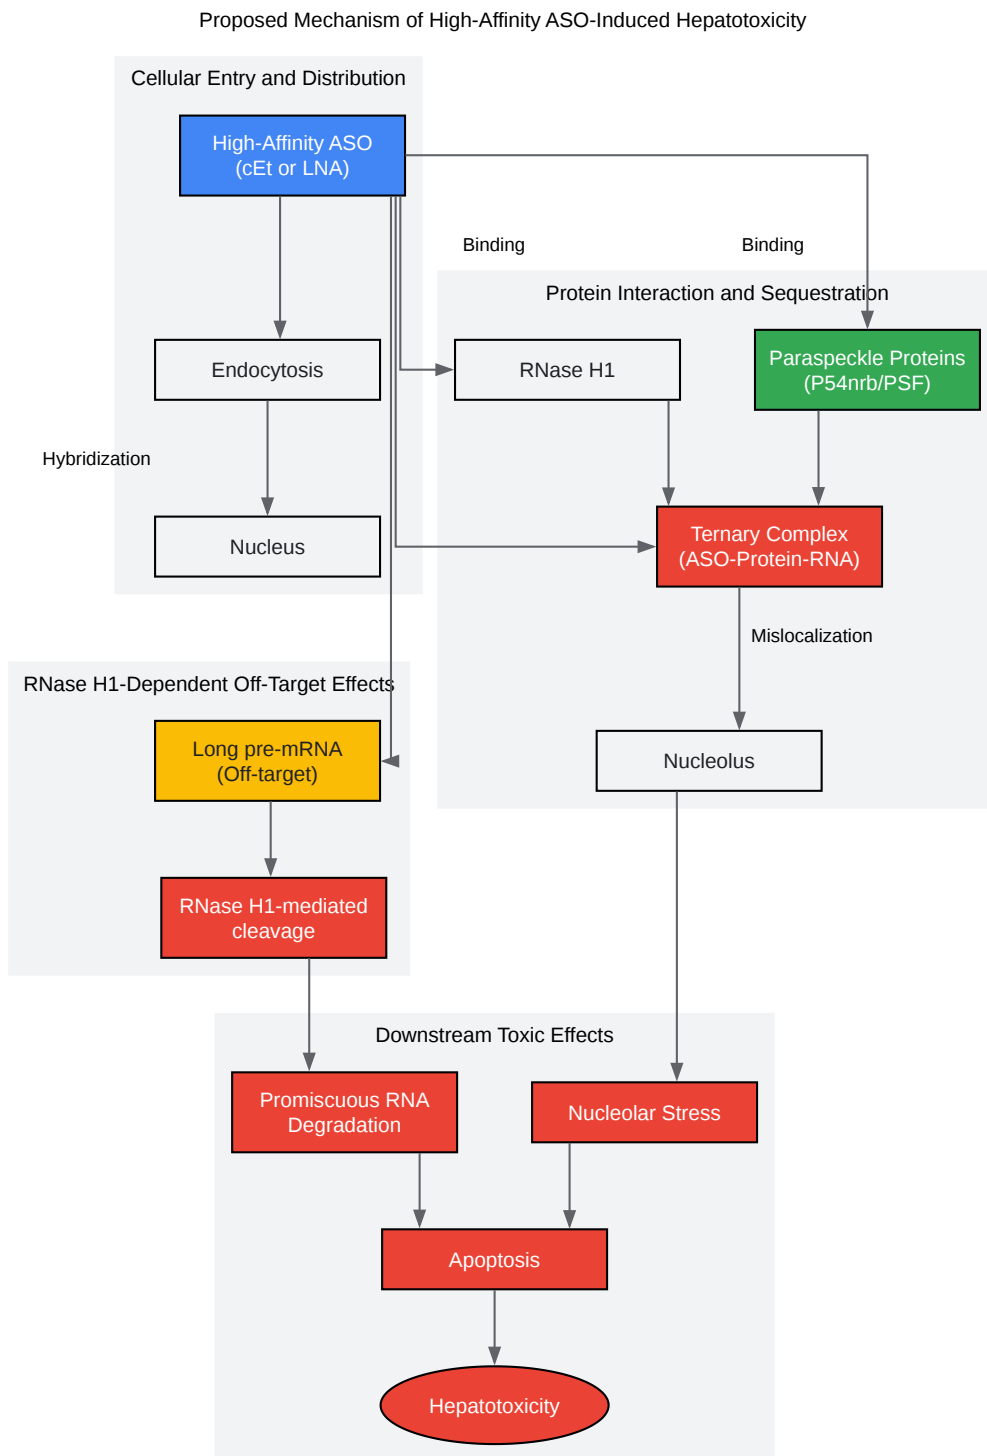 Proposed Mechanism of High-Affinity ASO-Induced Hepatotoxicity
Cellular Entry and Distribution
High-Affinity ASO
(cEt or LNA)
Binding
Binding
Protein Interaction and Sequestration
Endocytosis
RNase H1
Paraspeckle Proteins
(P54nrb/PSF)
Hybridization
Nucleus
Ternary Complex
(ASO-Protein-RNA)
Mislocalization
RNase H1-Dependent Off-Target Effects
Long pre-mRNA
(Off-target)
Nucleolus
RNase H1-mediated
cleavage
Downstream Toxic Effects
Promiscuous RNA
Degradation
Nucleolar Stress
Apoptosis
Hepatotoxicity